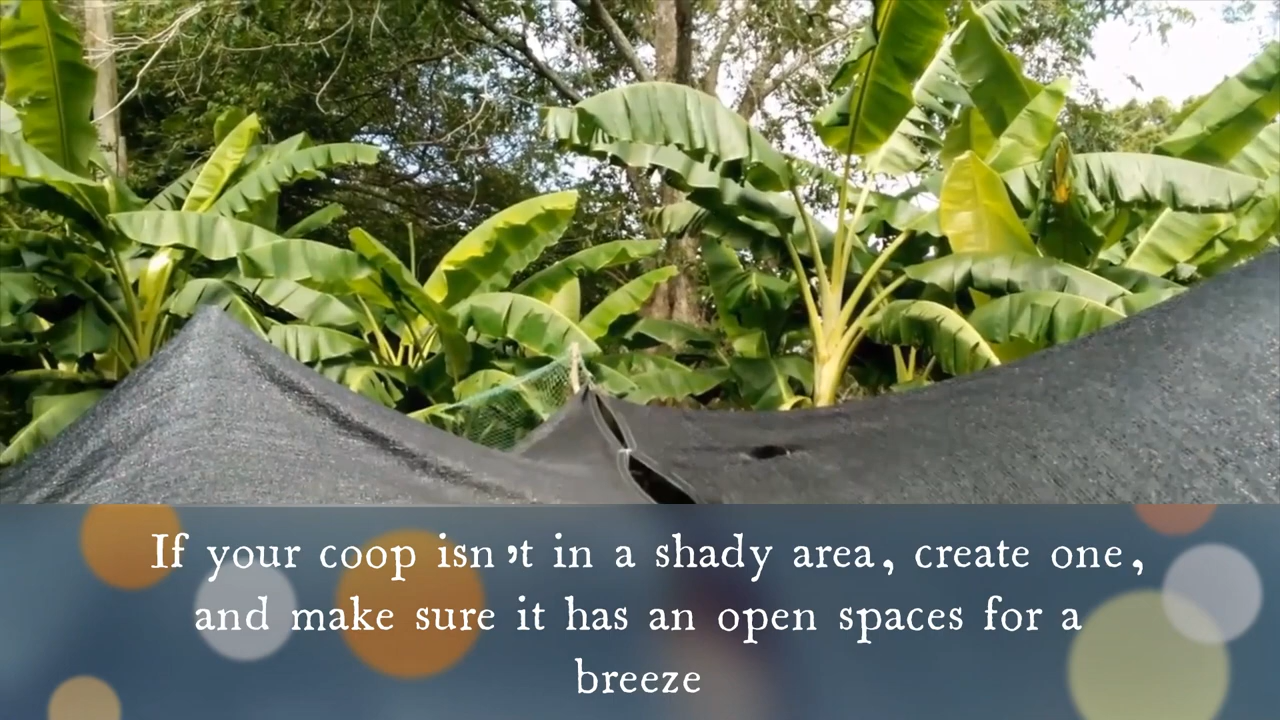 If your coop isn't in a shady area, create one,
and make sure it has an open spaces for a
breeze